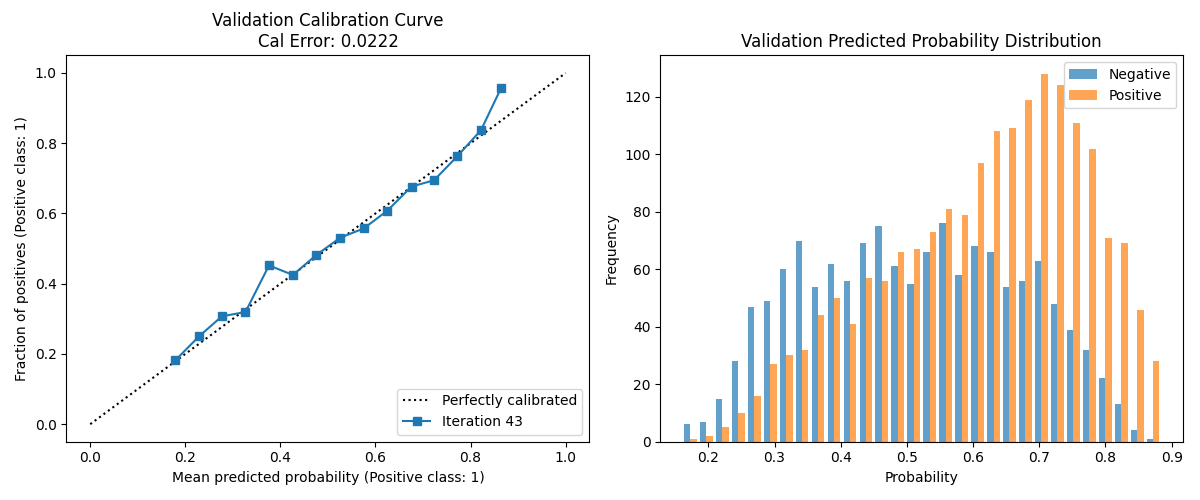 Validation Calibration Curve
Cal Error: 0.0222
Fraction of positives (Positive class: 1)
1.0
0.8
0.6
0.4
0.2
0.0
Perfectly calibrated
Iteration 43
0.0 0.2 0.4 0.6 0.8 1.0
Mean predicted probability (Positive class: 1)
Validation Predicted Probability Distribution
Negative
Positive
Frequency
120
100
80
60
40
20
0
0.2 0.3 0.4 0.5 0.6 0.7 0.8 0.9
Probability